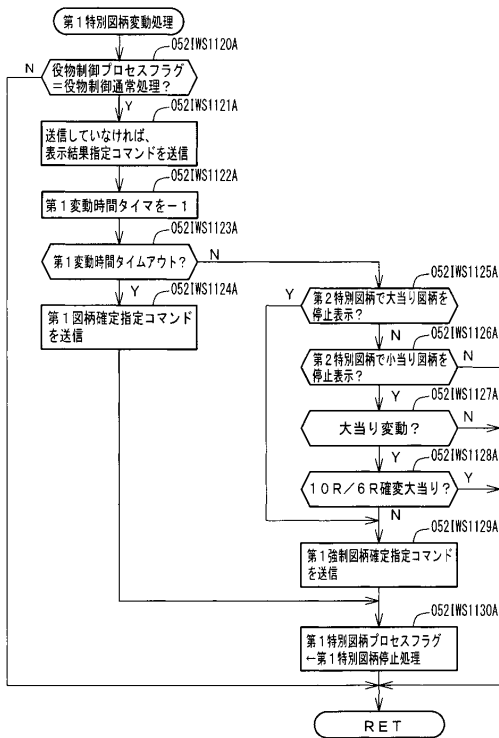 第1特別図柄変動処理
052IWS1120A
N
役物制御プロセスフラグ
＝役物制御通常処理？
Y
052IWS1121A
送信していなければ、
表示結果指定コマンドを送信
052IWS1122A
第1変動時間タイマを－1
052IWS1123A
第1変動時間タイムアウト？
N
Y
052IWS1124A
第1図柄確定指定コマンド
を送信
052IWS1125A
Y
第2特別図柄で大当り図柄を
停止表示？
N
052IWS1126A
第2特別図柄で小当り図柄を
停止表示？
N
Y
052IWS1127A
大当り変動？
N
Y
052IWS1128A
10R／6R確変大当り？
Y
N
052IWS1129A
第1強制図柄確定指定コマンド
を送信
052IWS1130A
第1特別図柄プロセスフラグ
←第1特別図柄停止処理
RET